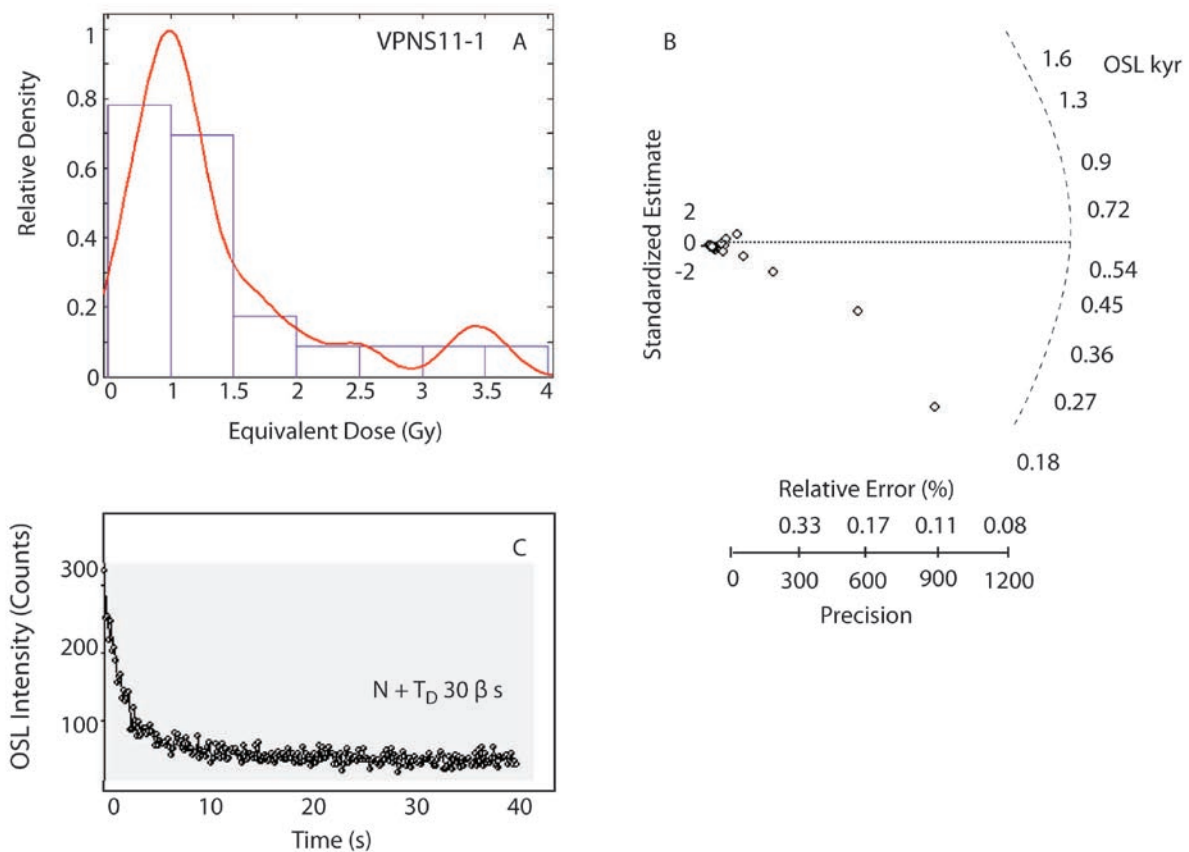 VPNS11-1 A
Relative Density
1
0.8
0.6
0.4
0.2
0
0 1 1.5 2 2.5 3 3.5 4
Equivalent Dose (Gy)
B
OSL kyr
1.6
1.3
0.9
0.72
0..54
0.45
0.36
0.27
0.18
Standardized Estimate
2
0
-2
Relative Error (%)
0.33 0.17 0.11 0.08
0 300 600 900 1200
Precision
C
OSL Intensity (Counts)
300
200
100
N + TD 30 β s
0 10 20 30 40
Time (s)